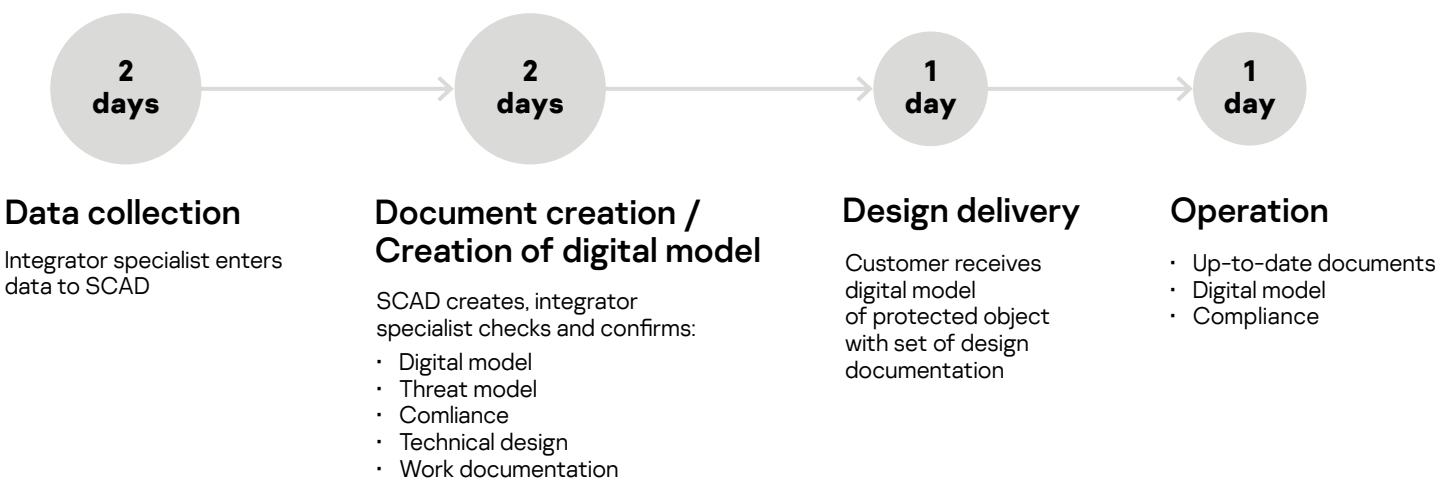 2
days
2
days
1
day
1
day
Data collection
Integrator specialist enters
data to SCAD
Document creation /
Creation of digital model
SCAD creates, integrator
specialist checks and confirms:
· Digital model
· Threat model
· Comliance
· Technical design
· Work documentation
Design delivery
Customer receives
digital model
of protected object
with set of design
documentation
Operation
· Up-to-date documents
· Digital model
· Compliance